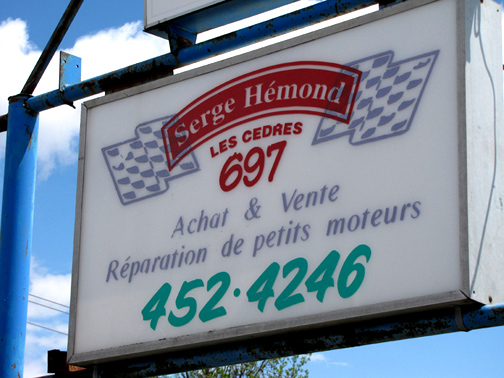 Serge Hémond
LES CEDRES
697
Achat & Vente
Réparation de petits moteurs
452·4246